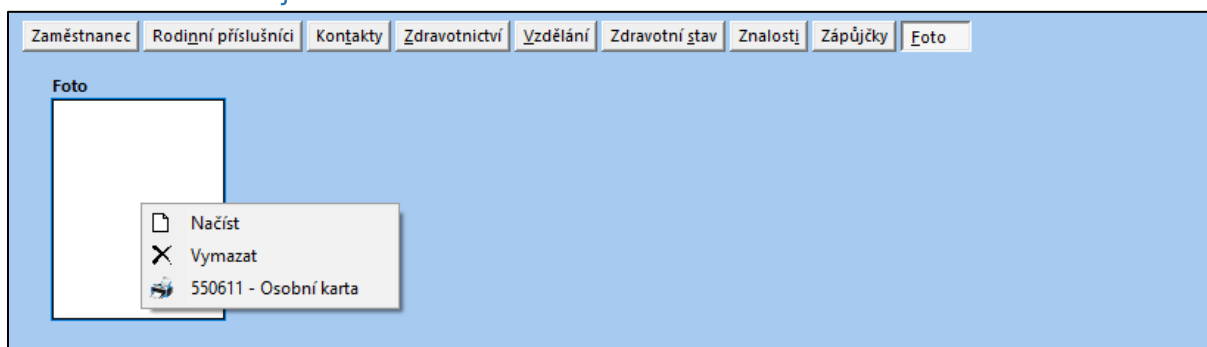 Zaměstnanec Rodinní příslušníci Kontakty Zdravotnictví Vzdělání Zdravotní stav Znalosti Zápůjčky Foto
Foto
Načíst
Vymazat
550611 - Osobní karta